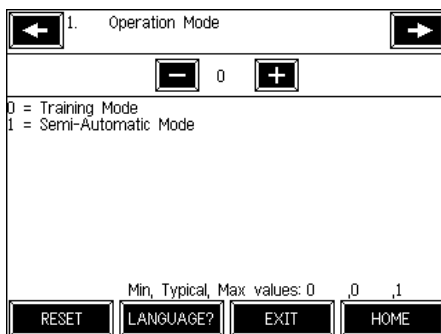 1. Operation Mode
− 0 +
0 = Training Mode
1 = Semi-Automatic Mode
Min, Typical, Max values: 0 ,0 ,1
RESET LANGUAGE? EXIT HOME